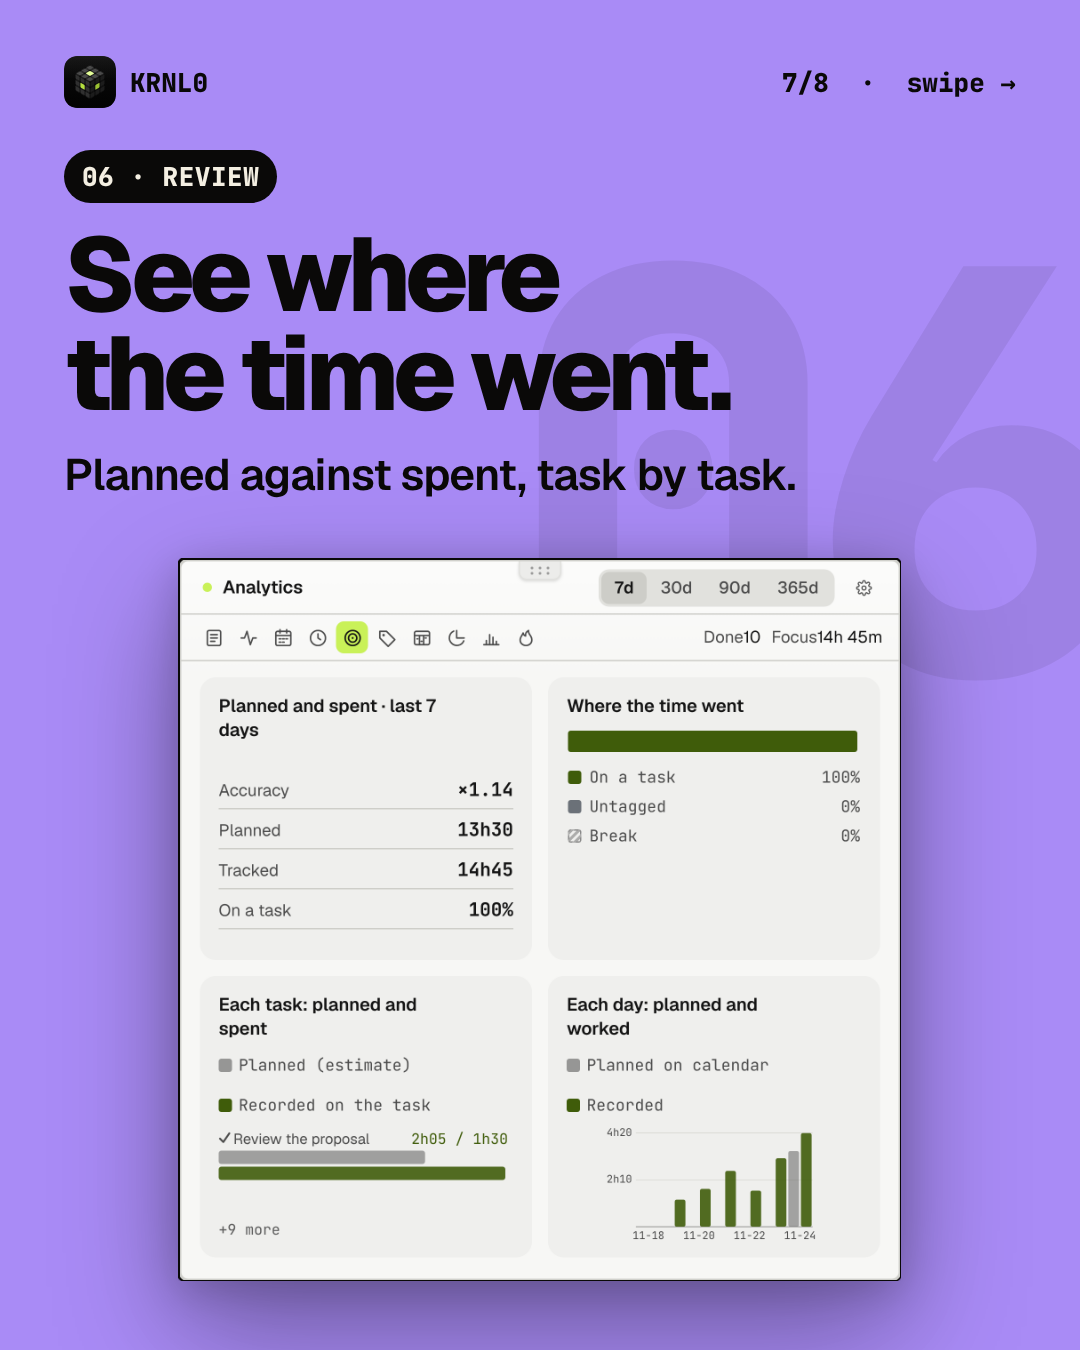 KRNL0
7/8 · swipe →
06 · REVIEW
See where
the time went.
Planned against spent, task by task.
06
Analytics
7d 30d 90d 365d
Done10 Focus14h 45m
Planned and spent · last 7
days
Accuracy ×1.14
Planned 13h30
Tracked 14h45
On a task 100%
Where the time went
On a task 100%
Untagged 0%
Break 0%
Each task: planned and
spent
Planned (estimate)
Recorded on the task
Review the proposal 2h05 / 1h30
+9 more
Each day: planned and
worked
Planned on calendar
Recorded
4h20
2h10
11-18 11-20 11-22 11-24